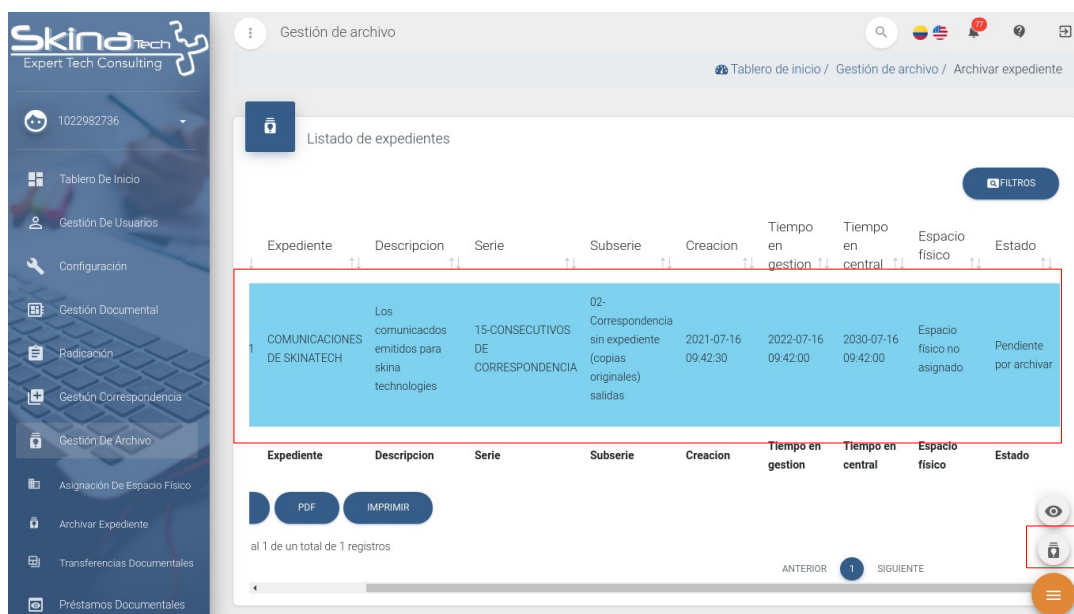 Skina Tech
Expert Tech Consulting
1022982736
Tablero De Inicio
Gestión De Usuarios
Configuración
Gestión Documental
Radicación
Gestión Correspondencia
Gestión De Archivo
Asignación De Espacio Físico
Archivar Expediente
Transferencias Documentales
Préstamos Documentales
Gestión de archivo
77
Tablero de inicio / Gestión de archivo / Archivar expediente
Listado de expedientes
FILTROS
Expediente Descripcion Serie Subserie Creacion Tiempo en gestion Tiempo en central Espacio físico Estado
1 COMUNICACIONES DE SKINATECH Los comunicacdos emitidos para skina technologies 15-CONSECUTIVOS DE CORRESPONDENCIA 02-Correspondencia sin expediente (copias originales) salidas 2021-07-16 09:42:30 2022-07-16 09:42:00 2030-07-16 09:42:00 Espacio físico no asignado Pendiente por archivar
Expediente Descripcion Serie Subserie Creacion Tiempo en gestion Tiempo en central Espacio físico Estado
PDF IMPRIMIR
al 1 de un total de 1 registros
ANTERIOR 1 SIGUIENTE